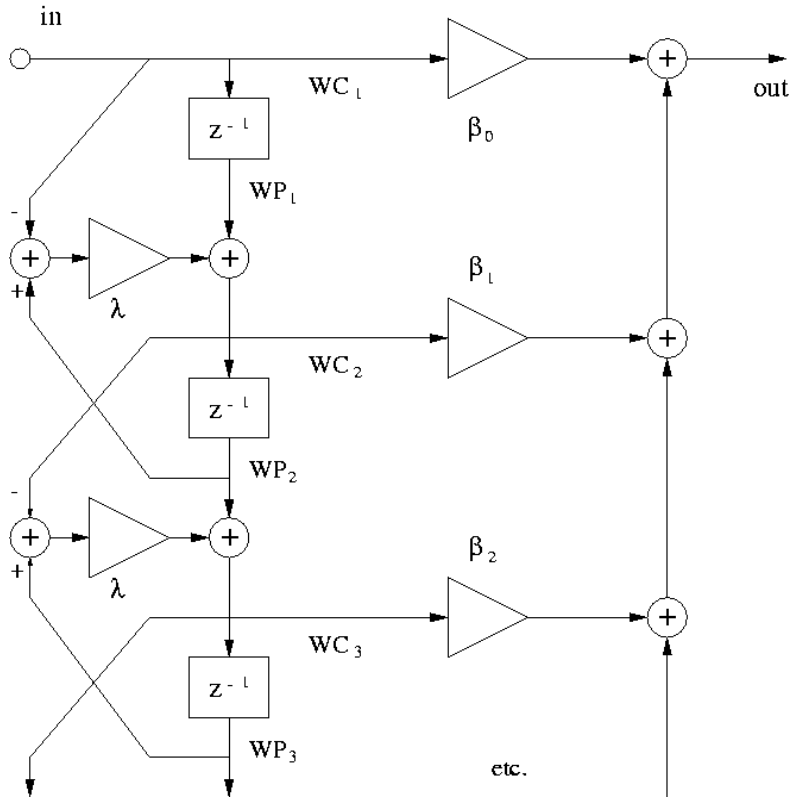 in
WC₁
β₀
+
out
z⁻¹
WP₁
-
+
+
+
λ
β₁
WC₂
+
z⁻¹
WP₂
-
+
+
+
λ
β₂
WC₃
+
z⁻¹
WP₃
etc.